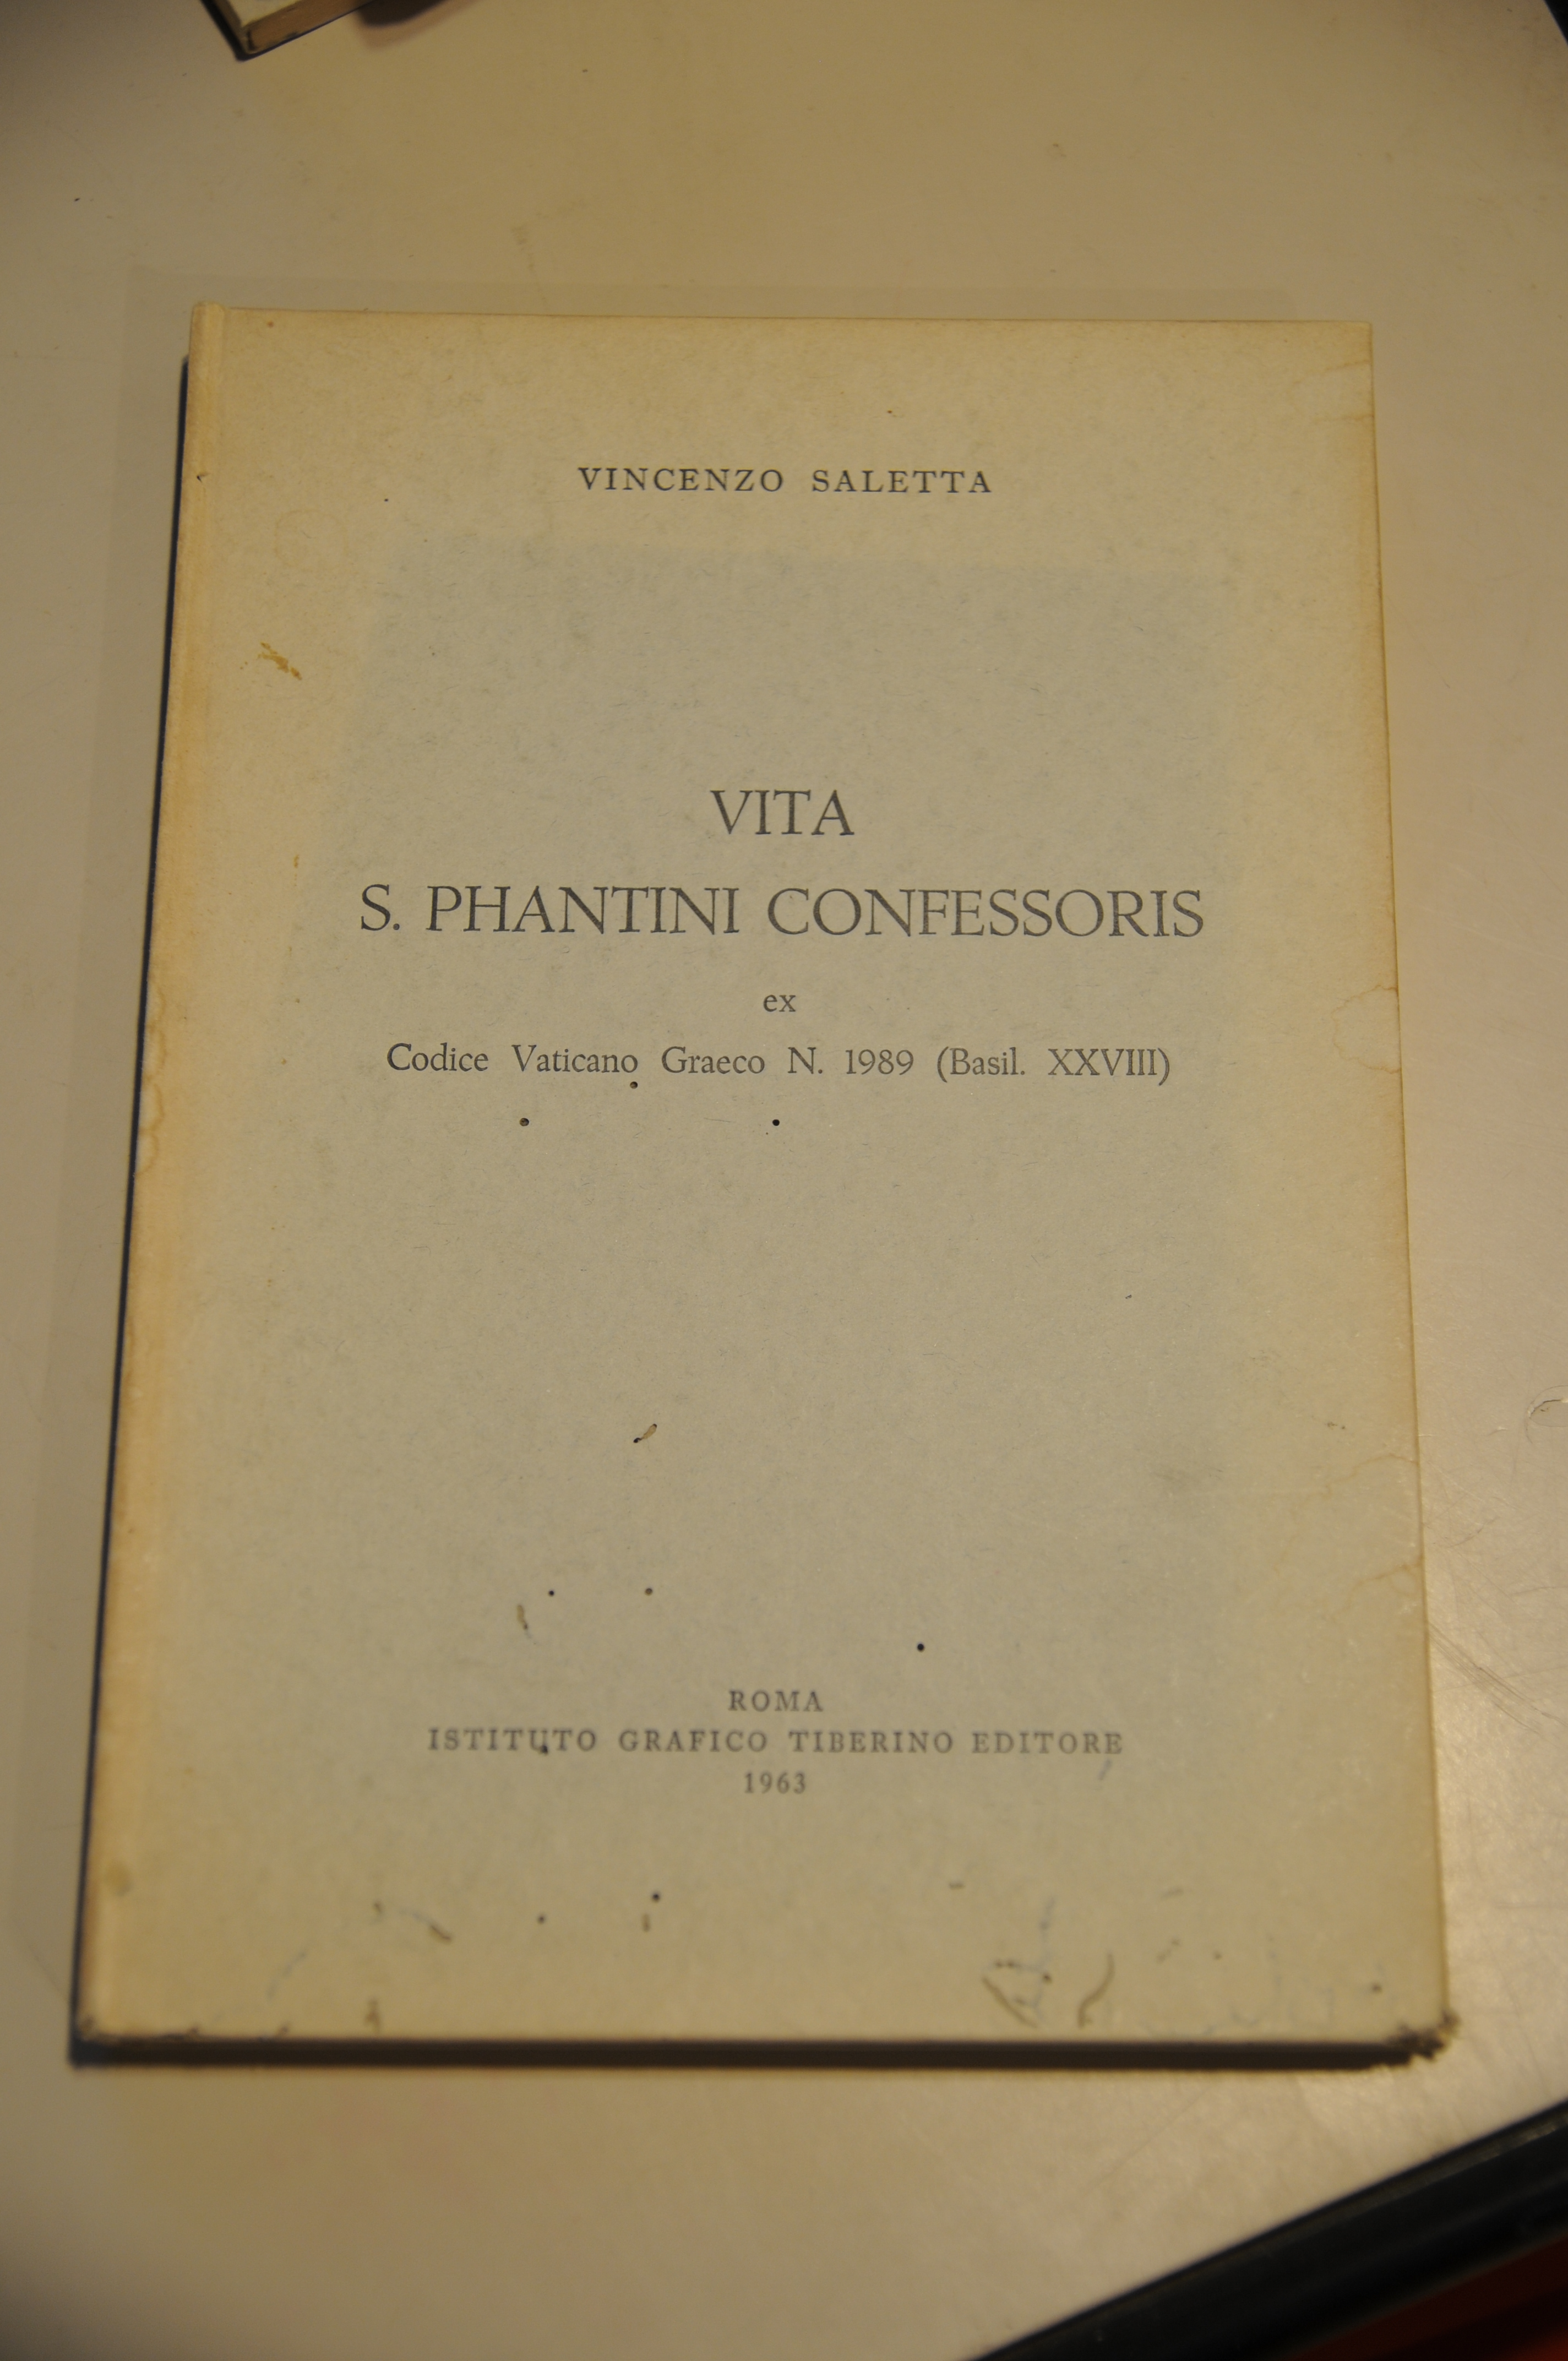 VINCENZO SALETTA
VITA
S. PHANTINI CONFESSORIS
ex
Codice Vaticano Graeco N. 1989 (Basil. XXVIII)
ROMA
ISTITUTO GRAFICO TIBERINO EDITORE
1963